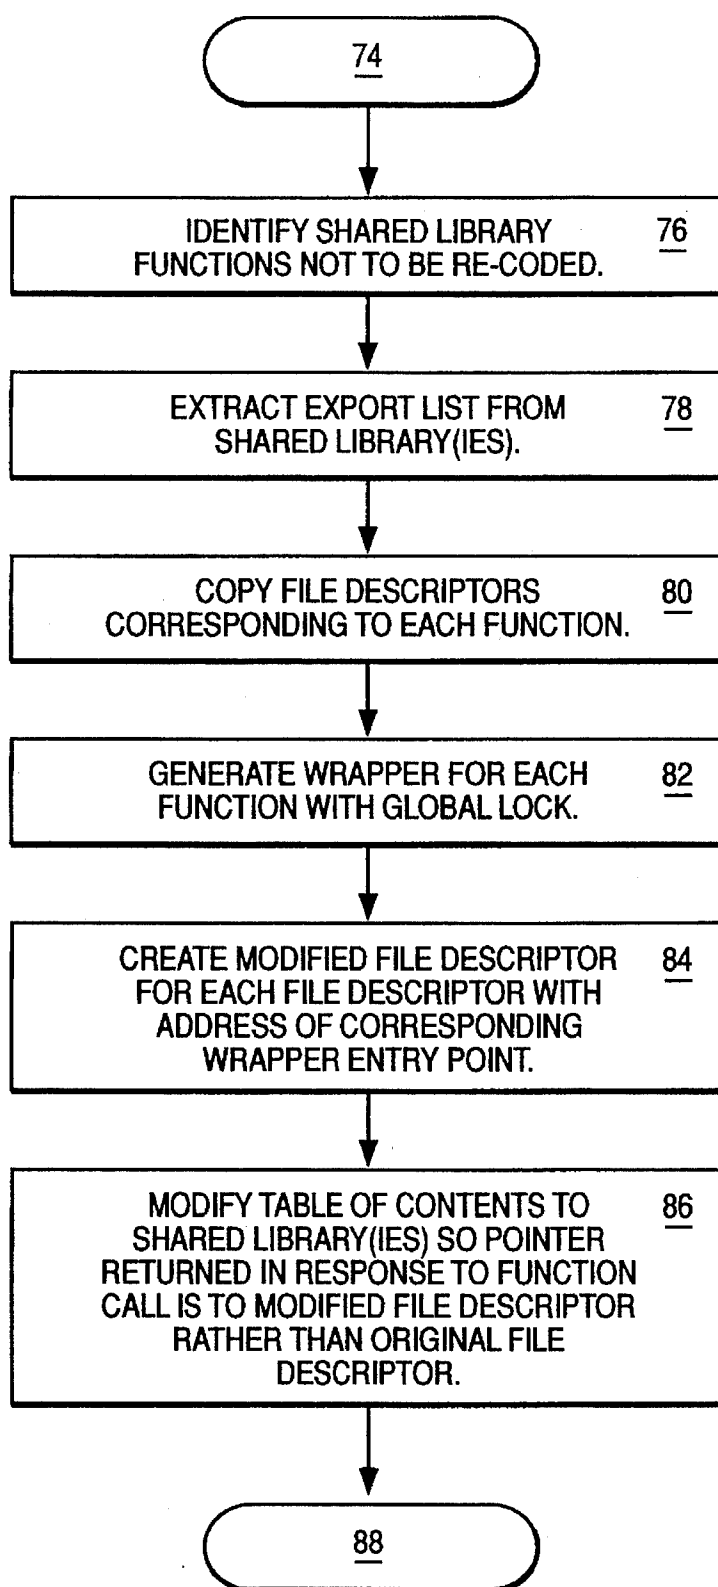 74
IDENTIFY SHARED LIBRARY 76
FUNCTIONS NOT TO BE RE-CODED.
EXTRACT EXPORT LIST FROM 78
SHARED LIBRARY(IES).
COPY FILE DESCRIPTORS 80
CORRESPONDING TO EACH FUNCTION.
GENERATE WRAPPER FOR EACH 82
FUNCTION WITH GLOBAL LOCK.
CREATE MODIFIED FILE DESCRIPTOR 84
FOR EACH FILE DESCRIPTOR WITH
ADDRESS OF CORRESPONDING
WRAPPER ENTRY POINT.
MODIFY TABLE OF CONTENTS TO 86
SHARED LIBRARY(IES) SO POINTER
RETURNED IN RESPONSE TO FUNCTION
CALL IS TO MODIFIED FILE DESCRIPTOR
RATHER THAN ORIGINAL FILE
DESCRIPTOR.
88